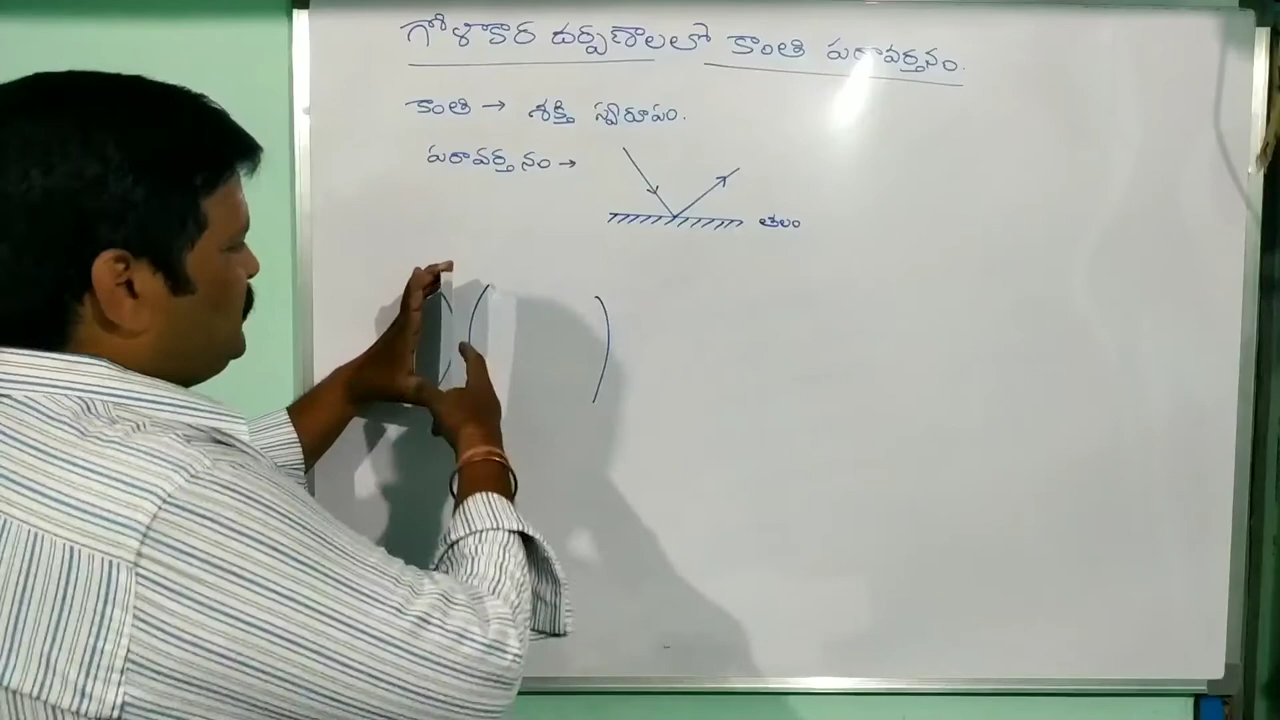 గోళాకార దర్పణాలలో కాంతి పరావర్తనం.
కాంతి → శక్తి స్వరూపం.
పరావర్తనం →
తలం